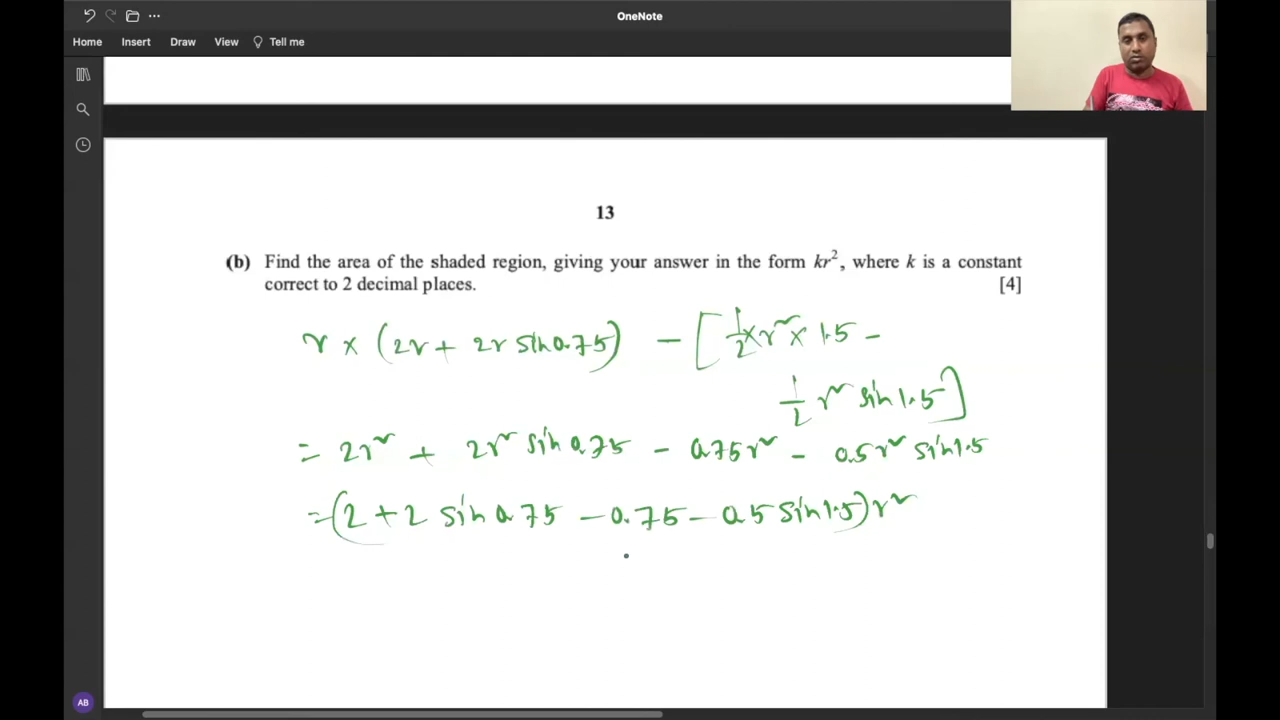 OneNote
Home Insert Draw View Tell me
13
(b) Find the area of the shaded region, giving your answer in the form kr², where k is a constant
correct to 2 decimal places. [4]
r × (2r + 2r sin 0.75) − [½ × r² × 1.5 −
½ r² sin 1.5]
= 2r² + 2r² sin 0.75 − 0.75r² − 0.5r² sin 1.5
= (2 + 2 sin 0.75 − 0.75 − 0.5 sin 1.5) r²
AB